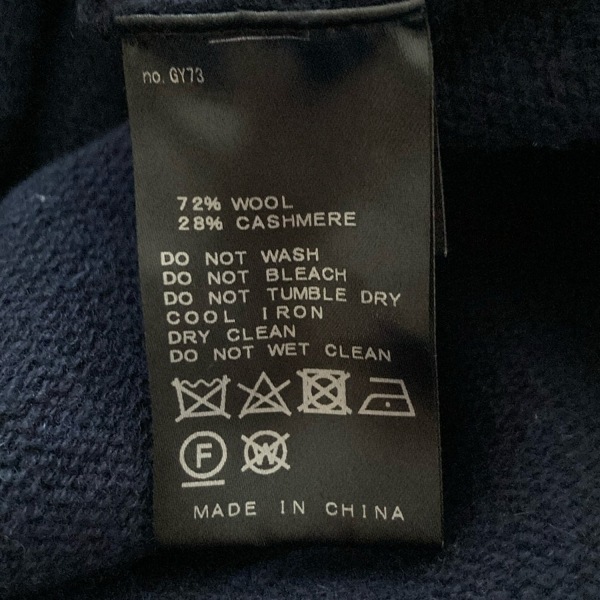 no. GY73
72% WOOL
28% CASHMERE
DO NOT WASH
DO NOT BLEACH
DO NOT TUMBLE DRY
COOL IRON
DRY CLEAN
DO NOT WET CLEAN
F W
MADE IN CHINA